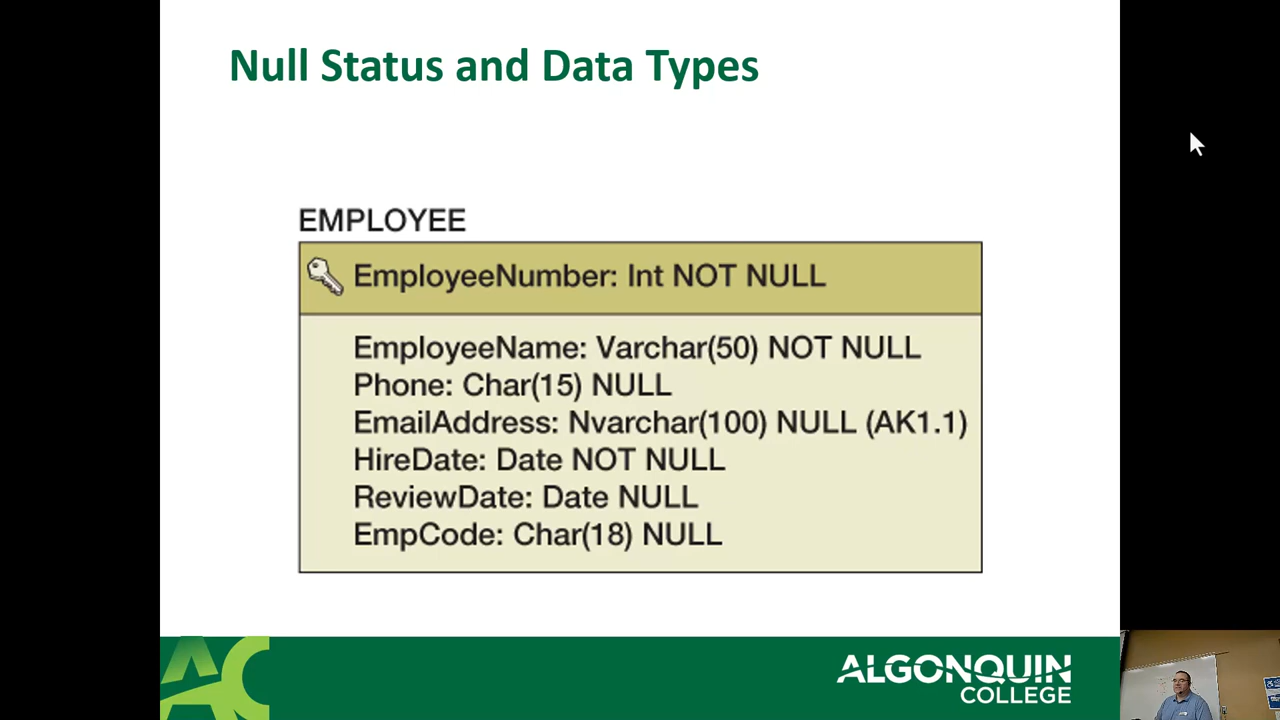 Null Status and Data Types
EMPLOYEE
EmployeeNumber: Int NOT NULL
EmployeeName: Varchar(50) NOT NULL
Phone: Char(15) NULL
EmailAddress: Nvarchar(100) NULL (AK1.1)
HireDate: Date NOT NULL
ReviewDate: Date NULL
EmpCode: Char(18) NULL
AC
ALGONQUIN
COLLEGE